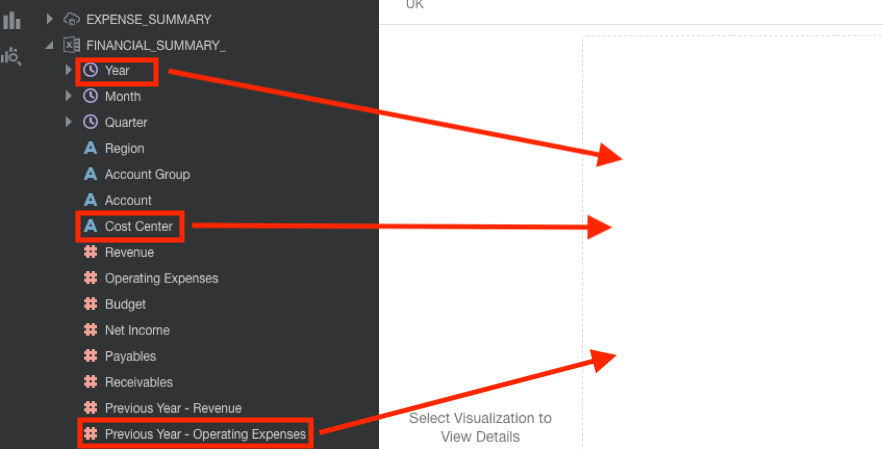 UK
EXPENSE_SUMMARY
FINANCIAL_SUMMARY_
Year
Month
Quarter
A Region
A Account Group
A Account
A Cost Center
# Revenue
# Operating Expenses
# Budget
# Net Income
# Payables
# Receivables
# Previous Year - Revenue
# Previous Year - Operating Expenses
Select Visualization to
View Details